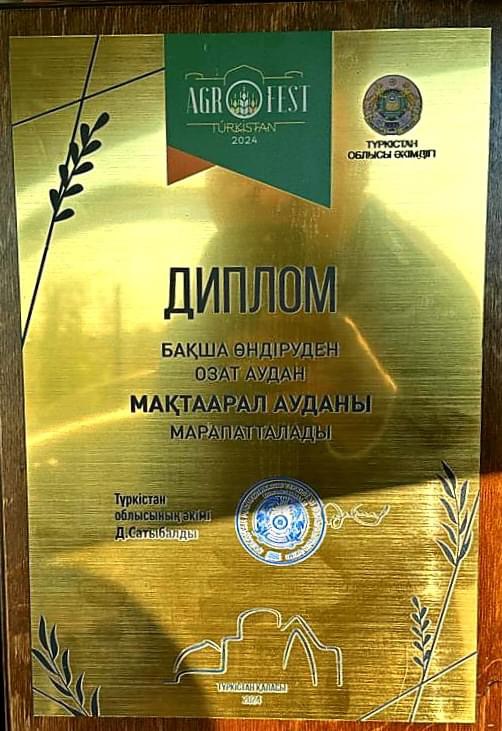 AGROFEST
TÚRKISTAN
2024
ТҮРКІСТАН
ОБЛЫСЫ ӘКІМДІГІ
ДИПЛОМ
БАҚША ӨНДІРУДЕН
ОЗАТ АУДАН
МАҚТААРАЛ АУДАНЫ
МАРАПАТТАЛАДЫ
Түркістан
облысының әкімі
Д.Сатыбалды
ТҮРКІСТАН ҚАЛАСЫ
2024